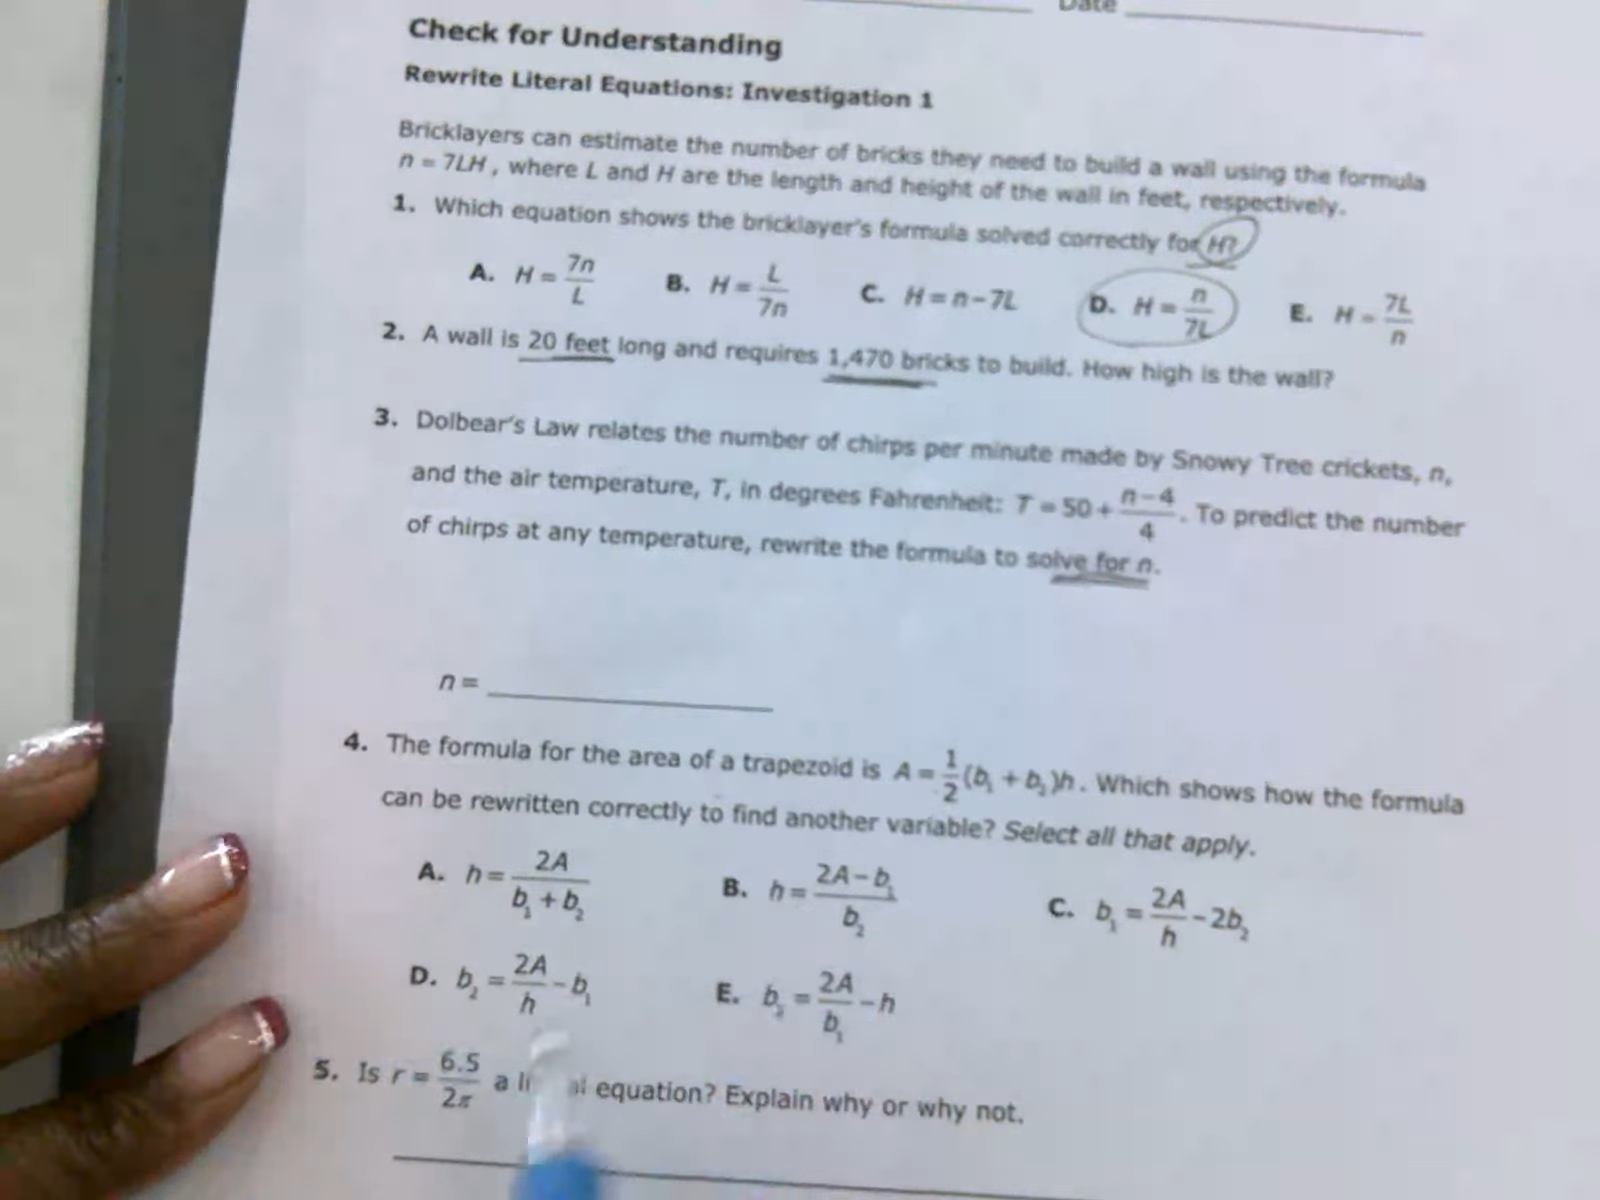 Date
Check for Understanding
Rewrite Literal Equations: Investigation 1
Bricklayers can estimate the number of bricks they need to build a wall using the formula
n = 7LH, where L and H are the length and height of the wall in feet, respectively.
1. Which equation shows the bricklayer's formula solved correctly for H?
A. H = 7n/L B. H = L/7n C. H = n - 7L D. H = n/7L E. H = 7L/n
2. A wall is 20 feet long and requires 1,470 bricks to build. How high is the wall?
3. Dolbear's Law relates the number of chirps per minute made by Snowy Tree crickets, n,
and the air temperature, T, in degrees Fahrenheit: T = 50 + (n - 4)/4. To predict the number
of chirps at any temperature, rewrite the formula to solve for n.
n =
4. The formula for the area of a trapezoid is A = 1/2(b₁ + b₂)h. Which shows how the formula
can be rewritten correctly to find another variable? Select all that apply.
A. h = 2A/(b₁ + b₂) B. h = (2A - b₁)/b₂ C. b₁ = 2A/h - 2b₂
D. b₂ = 2A/h - b₁ E. b₂ = 2A/b₁ - h
5. Is r = 6.5/2π a equation? Explain why or why not.